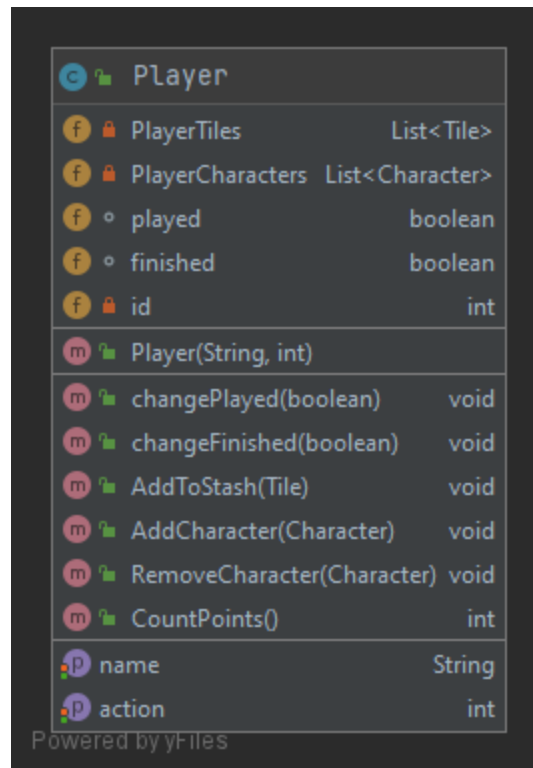 Player
PlayerTiles List<Tile>
PlayerCharacters List<Character>
played boolean
finished boolean
id int
Player(String, int)
changePlayed(boolean) void
changeFinished(boolean) void
AddToStash(Tile) void
AddCharacter(Character) void
RemoveCharacter(Character) void
CountPoints() int
name String
action int
Powered by yFiles